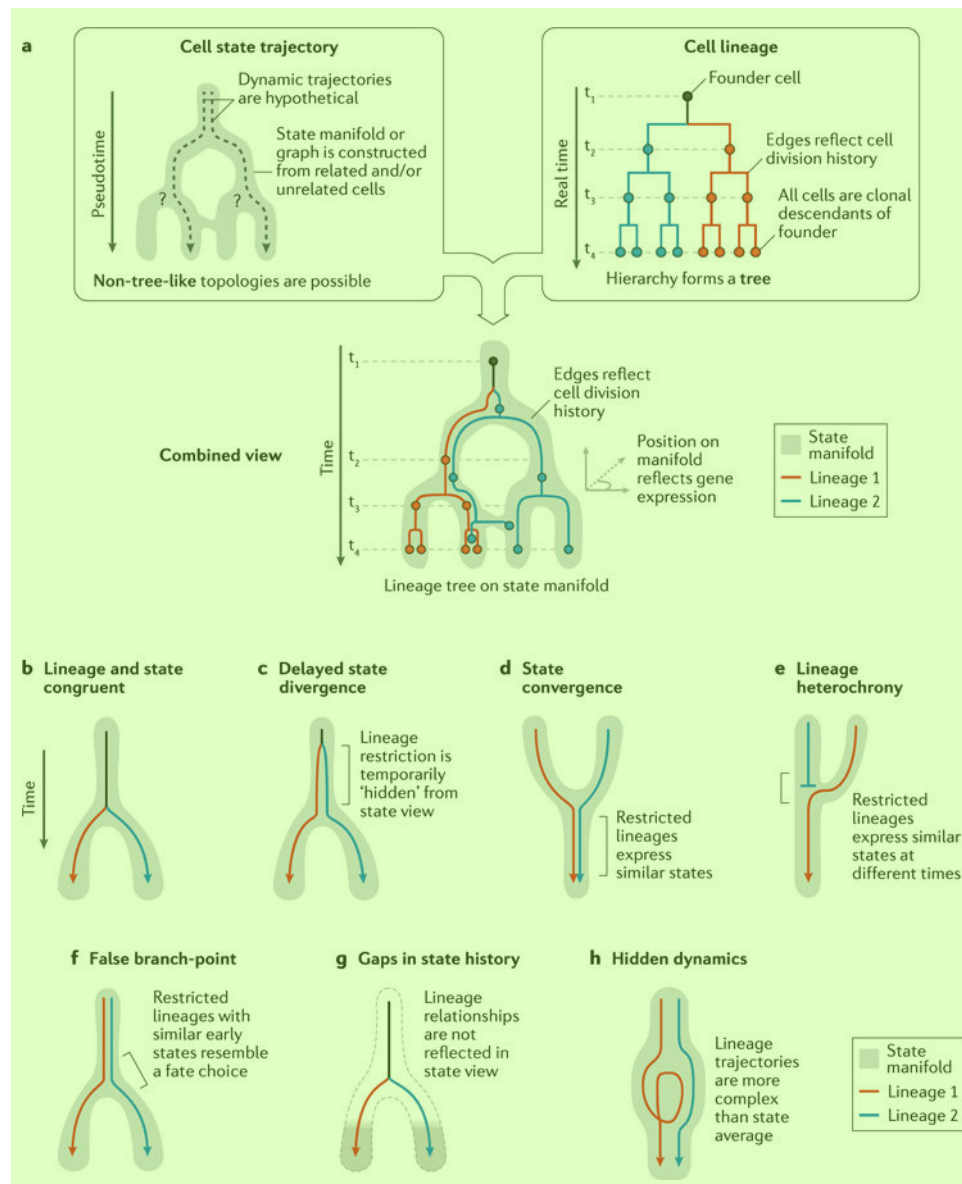 a
Cell state trajectory
Dynamic trajectories
are hypothetical
State manifold or
graph is constructed
from related and/or
unrelated cells
Pseudotime
?
?
Non-tree-like topologies are possible
Cell lineage
t1
Founder cell
t2
Edges reflect cell
division history
Real time
t3
All cells are clonal
descendants of
founder
t4
Hierarchy forms a tree
Combined view
Time
t1
Edges reflect
cell division
history
t2
Position on
manifold
reflects gene
expression
t3
t4
State
manifold
Lineage 1
Lineage 2
Lineage tree on state manifold
b Lineage and state
congruent
Time
c Delayed state
divergence
Lineage
restriction is
temporarily
‘hidden’ from
state view
d State
convergence
Restricted
lineages
express
similar states
e Lineage
heterochrony
Restricted
lineages
express similar
states at
different times
f False branch-point
Restricted
lineages with
similar early
states resemble
a fate choice
g Gaps in state history
Lineage
relationships
are not
reflected in
state view
h Hidden dynamics
Lineage
trajectories
are more
complex
than state
average
State
manifold
Lineage 1
Lineage 2